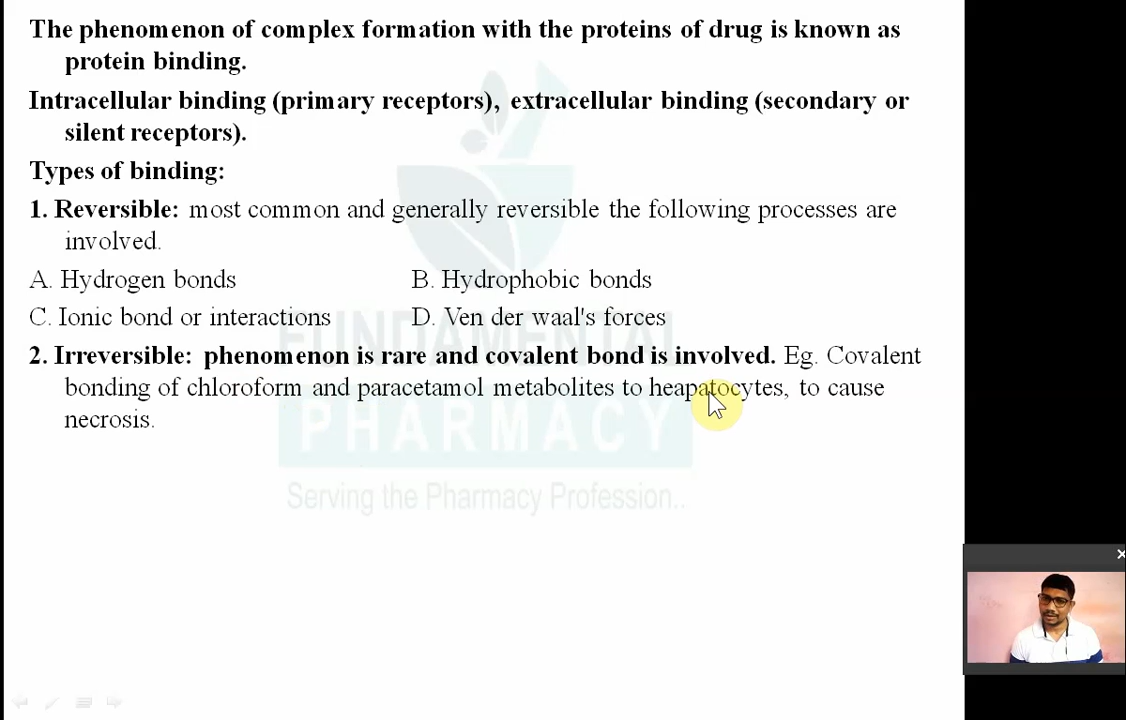 The phenomenon of complex formation with the proteins of drug is known as
protein binding.
Intracellular binding (primary receptors), extracellular binding (secondary or
silent receptors).
Types of binding:
1. Reversible: most common and generally reversible the following processes are
involved.
A. Hydrogen bonds B. Hydrophobic bonds
C. Ionic bond or interactions D. Ven der waal's forces
2. Irreversible: phenomenon is rare and covalent bond is involved. Eg. Covalent
bonding of chloroform and paracetamol metabolites to heapatocytes, to cause
necrosis.
FUNDAMENTAL
PHARMACY
Serving the Pharmacy Profession..